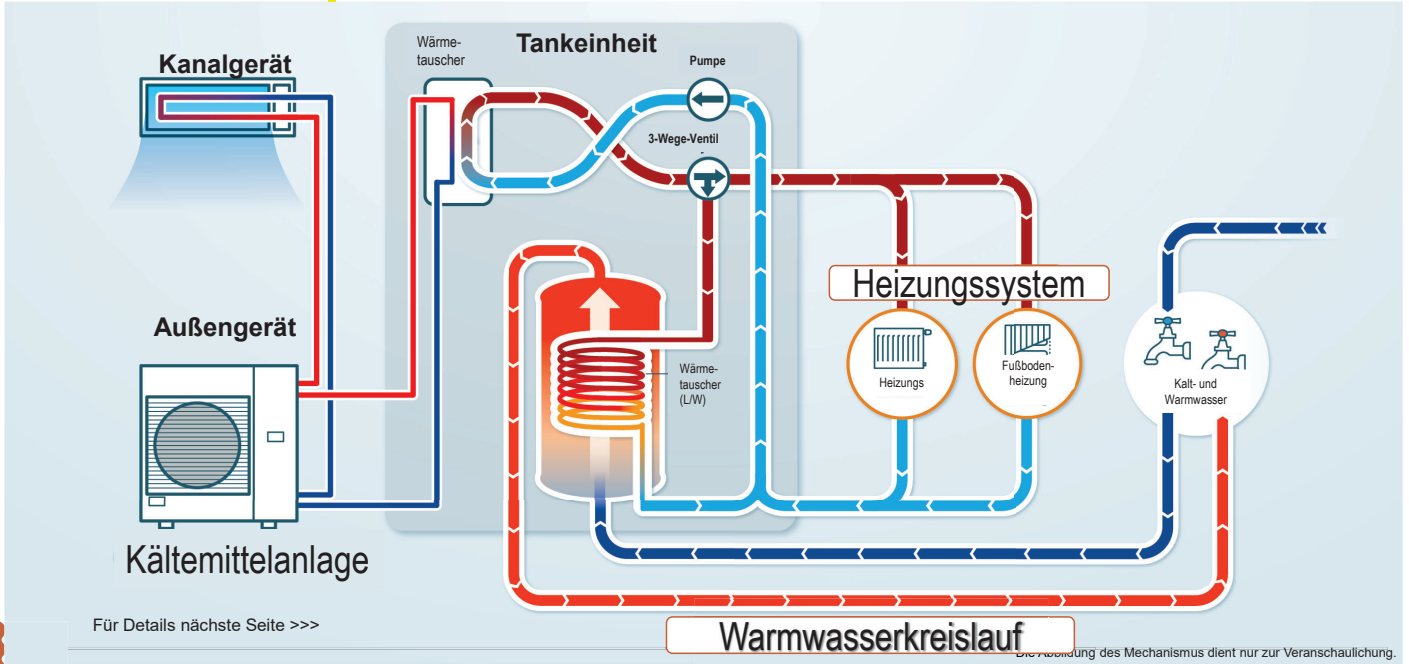 Kanalgerät
Wärme-
tauscher
Tankeinheit
Pumpe
3-Wege-Ventil
Heizungssystem
Außengerät
Wärme-
tauscher
(L/W)
Heizungs
Fußboden-
heizung
Kalt- und
Warmwasser
Kältemittelanlage
Für Details nächste Seite >>>
Warmwasserkreislauf
Die Abbildung des Mechanismus dient nur zur Veranschaulichung.